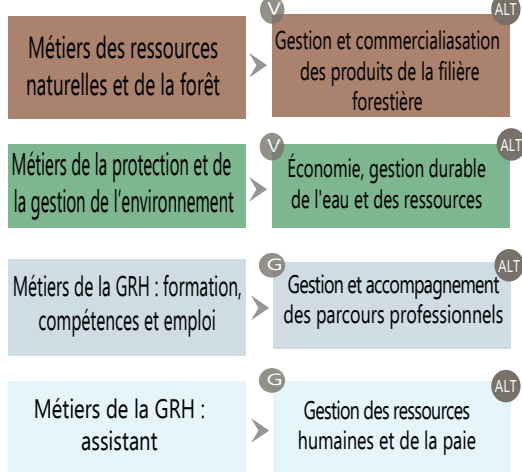 V
ALT
Métiers des ressources
naturelles et de la forêt
Gestion et commercialiasation
des produits de la filière
forestière
V
ALT
Métiers de la protection et de
la gestion de l’environnement
Économie, gestion durable
de l'eau et des ressources
G
ALT
Métiers de la GRH : formation,
compétences et emploi
Gestion et accompagnement
des parcours professionnels
G
ALT
Métiers de la GRH :
assistant
Gestion des ressources
humaines et de la paie